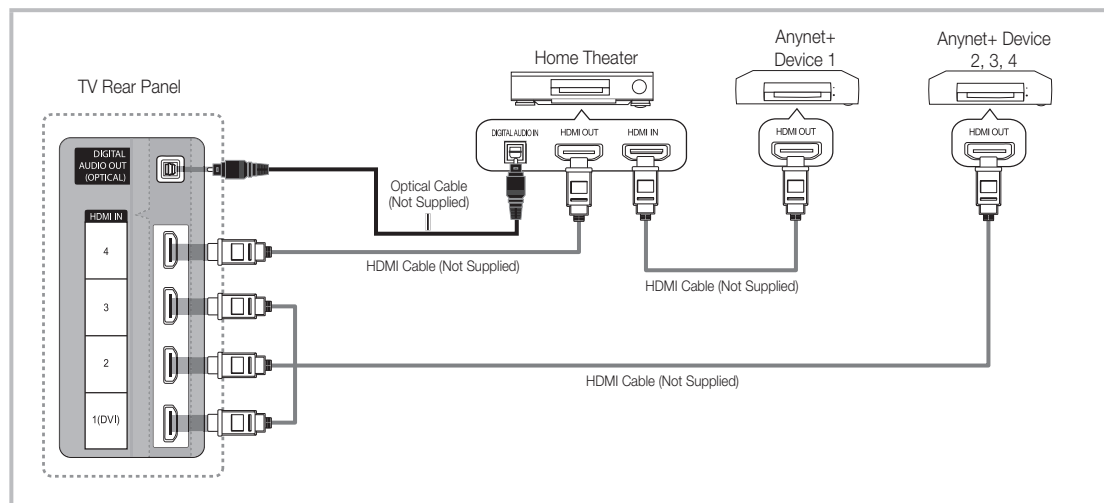 TV Rear Panel
DIGITAL
AUDIO OUT
(OPTICAL)
HDMI IN
4
3
2
1(DVI)
Home Theater
DIGITAL AUDIO IN
HDMI OUT
HDMI IN
Anynet+
Device 1
HDMI OUT
Anynet+ Device
2, 3, 4
HDMI OUT
Optical Cable
(Not Supplied)
HDMI Cable (Not Supplied)
HDMI Cable (Not Supplied)
HDMI Cable (Not Supplied)